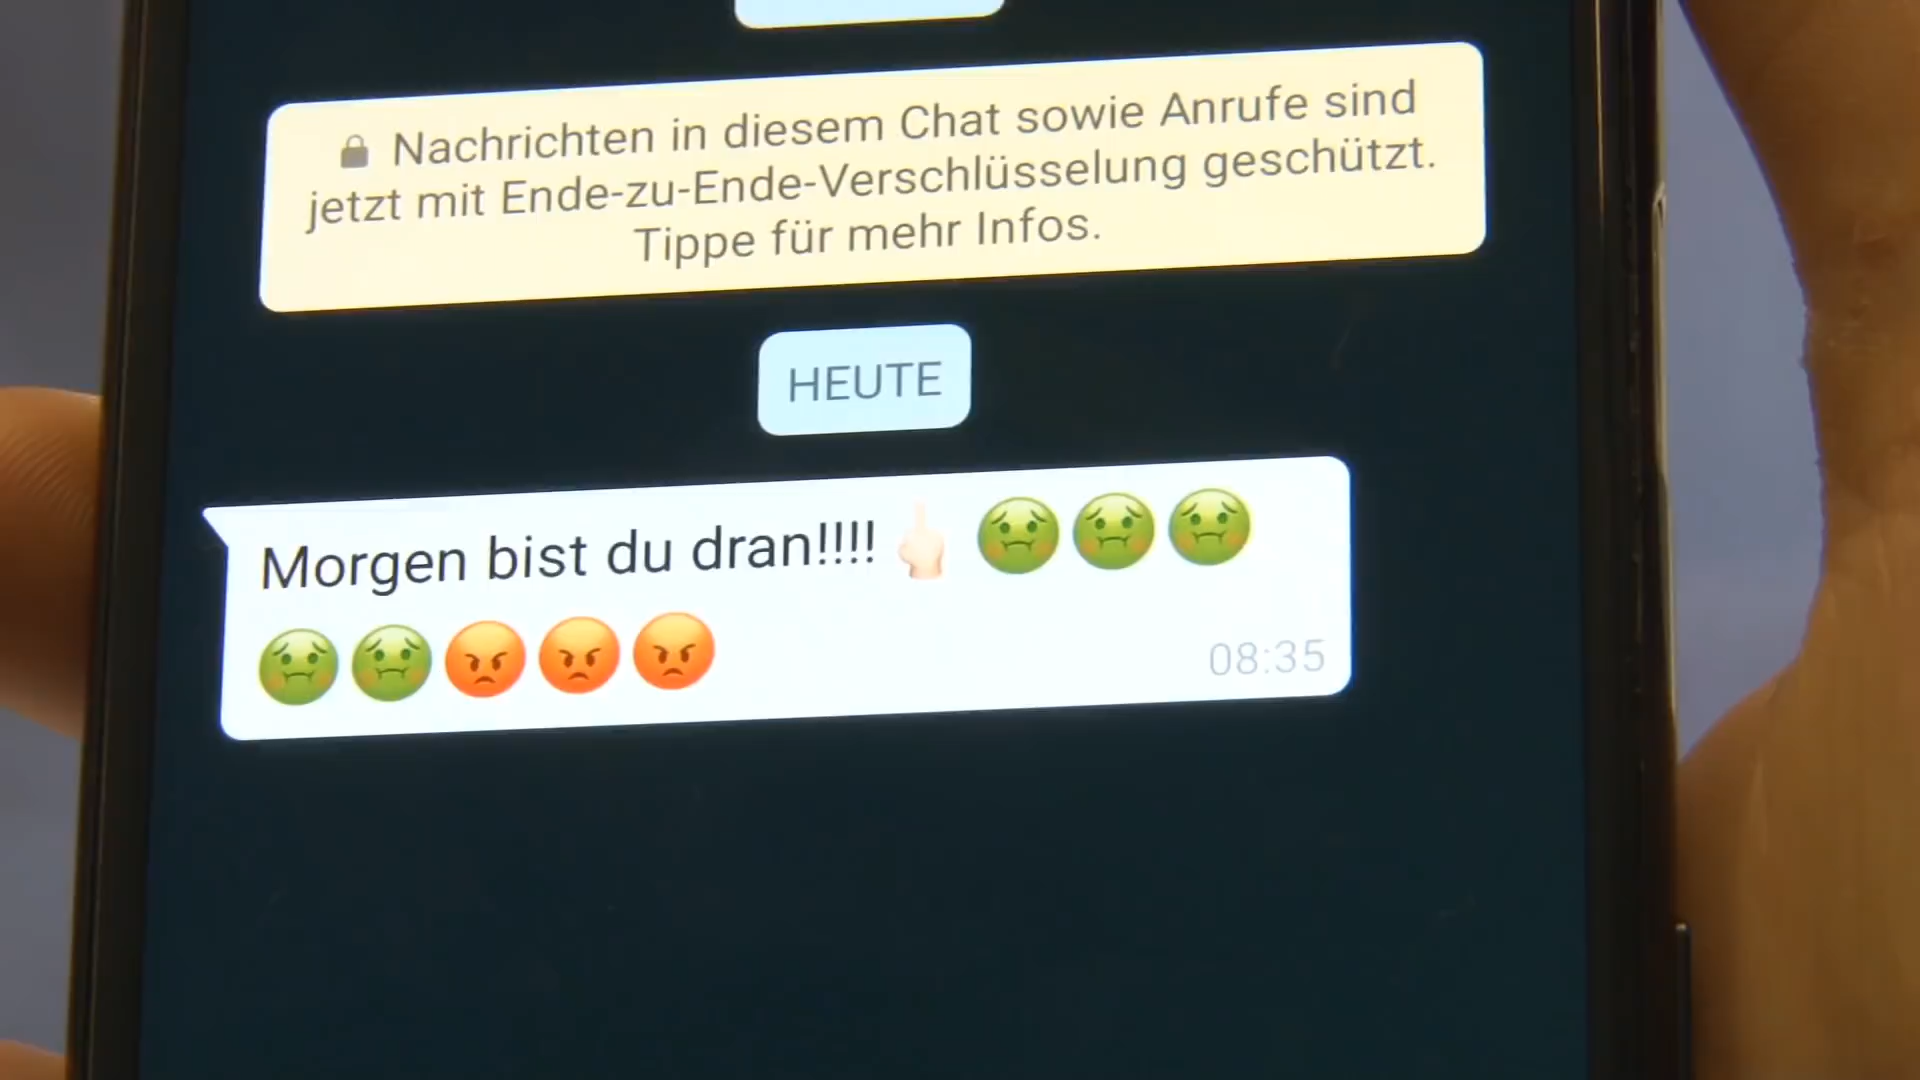 🔒 Nachrichten in diesem Chat sowie Anrufe sind
jetzt mit Ende-zu-Ende-Verschlüsselung geschützt.
Tippe für mehr Infos.
HEUTE
Morgen bist du dran!!!! 🖕🏻 🤢🤢🤢
🤢🤢😡😡😡
08:35